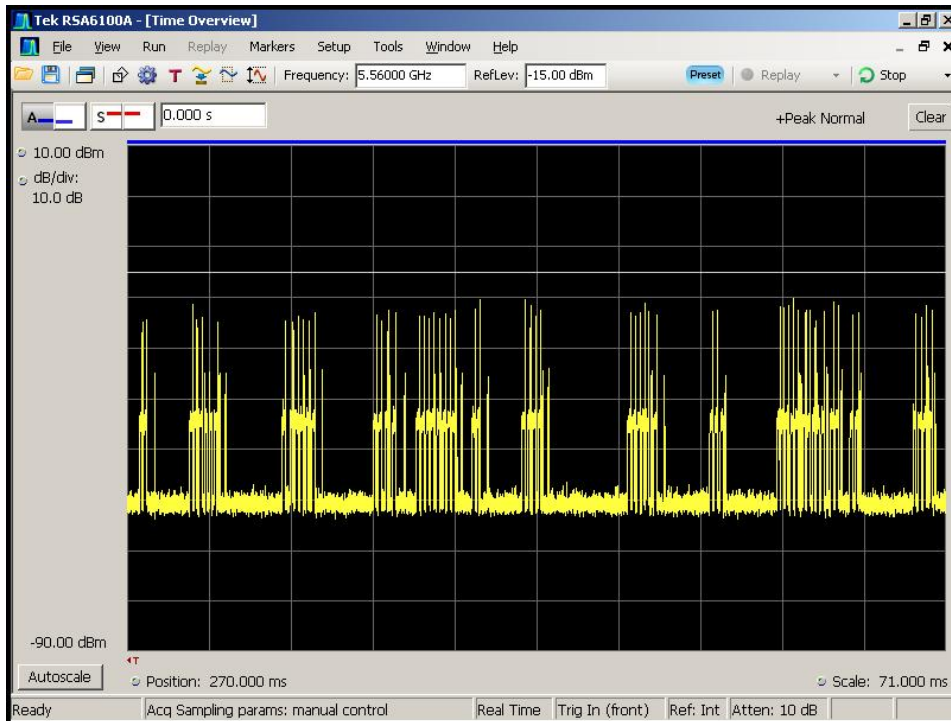 Tek RSA6100A - [Time Overview]
File View Run Replay Markers Setup Tools Window Help
T Frequency: 5.56000 GHz RefLev: -15.00 dBm Preset Replay Stop
A S 0.000 s +Peak Normal Clear
10.00 dBm
dB/div:
10.0 dB
-90.00 dBm
T
Autoscale Position: 270.000 ms Scale: 71.000 ms
Ready Acq Sampling params: manual control Real Time Trig In (front) Ref: Int Atten: 10 dB